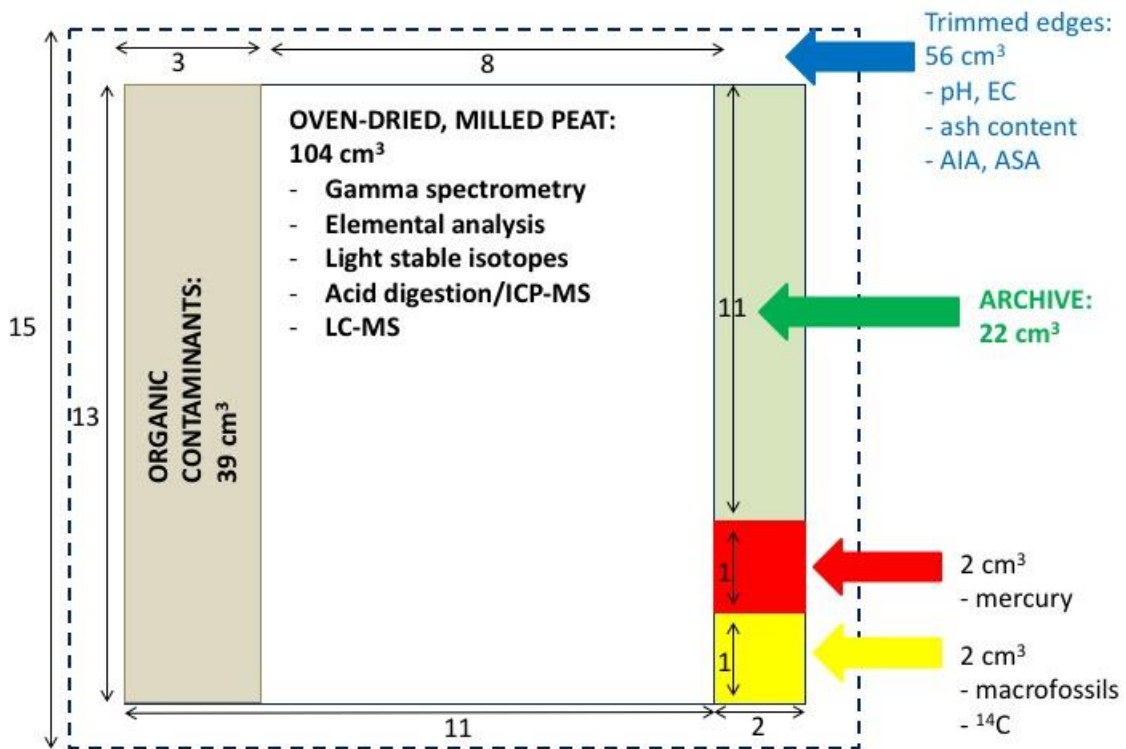 Trimmed edges:
56 cm³
- pH, EC
- ash content
- AIA, ASA
3
8
OVEN-DRIED, MILLED PEAT:
104 cm³
- Gamma spectrometry
- Elemental analysis
- Light stable isotopes
- Acid digestion/ICP-MS
- LC-MS
11
ARCHIVE:
22 cm³
15
13
ORGANIC
CONTAMINANTS:
39 cm³
1
2 cm³
- mercury
1
2 cm³
- macrofossils
- ¹⁴C
11
2